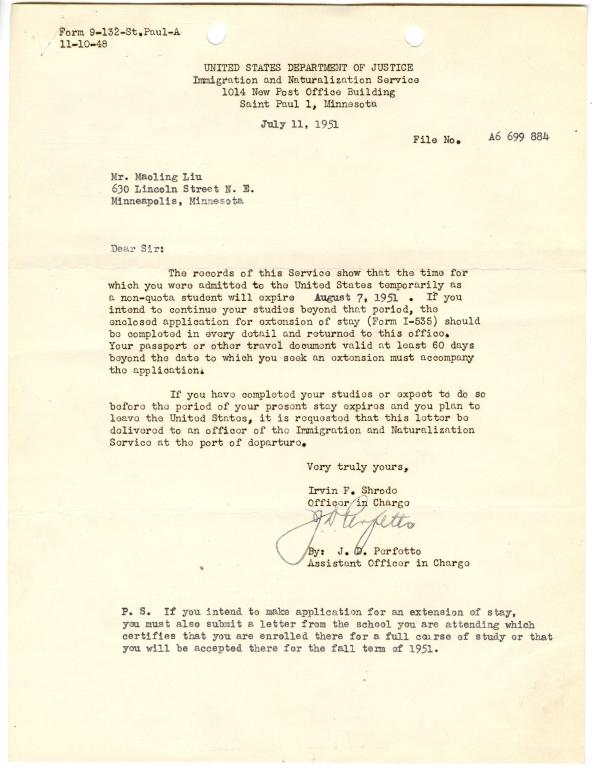 Form 9-132-St.Paul-A
11-10-48
UNITED STATES DEPARTMENT OF JUSTICE
Immigration and Naturalization Service
1014 New Post Office Building
Saint Paul 1, Minnesota
July 11, 1951
File No. A6 699 884
Mr. Maoling Liu
630 Lincoln Street N. E.
Minneapolis, Minnesota
Dear Sir:
The records of this Service show that the time for
which you were admitted to the United States temporarily as
a non-quota student will expire August 7, 1951 . If you
intend to continue your studies beyond that period, the
enclosed application for extension of stay (Form I-535) should
be completed in every detail and returned to this office.
Your passport or other travel document valid at least 60 days
beyond the date to which you seek an extension must accompany
the application.
If you have completed your studies or expect to do so
before the period of your present stay expires and you plan to
leave the United States, it is requested that this letter be
delivered to an officer of the Immigration and Naturalization
Service at the port of departure.
Very truly yours,
Irvin F. Shrode
Officer in Charge
J D Perfetto
By: J. D. Perfetto
Assistant Officer in Charge
P. S. If you intend to make application for an extension of stay,
you must also submit a letter from the school you are attending which
certifies that you are enrolled there for a full course of study or that
you will be accepted there for the fall term of 1951.